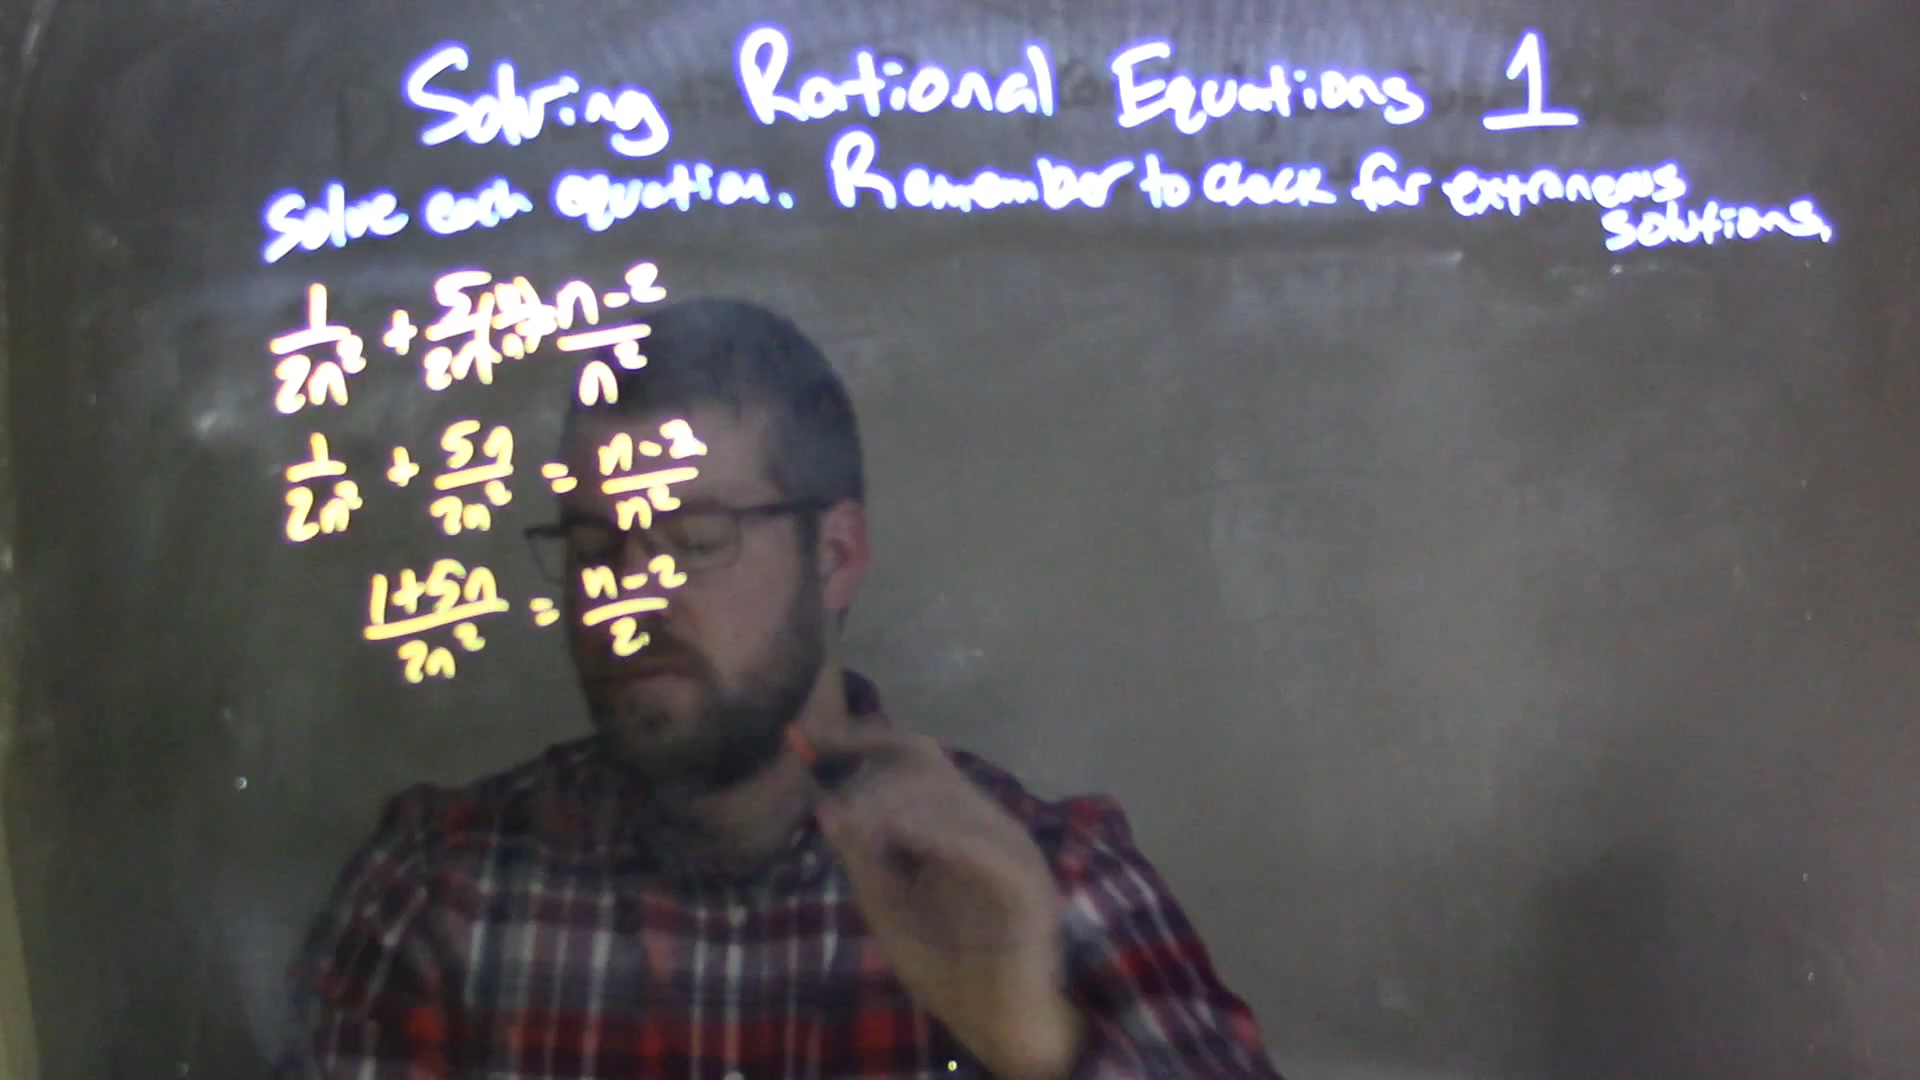 Solving Rational Equations 1
Solve each equation. Remember to check for extraneous solutions.
1/2n² + 5(n)/2n(n) = n-2/n²
1/2n² + 5n/2n² = n-2/n²
1+5n/2n² = n-2/2